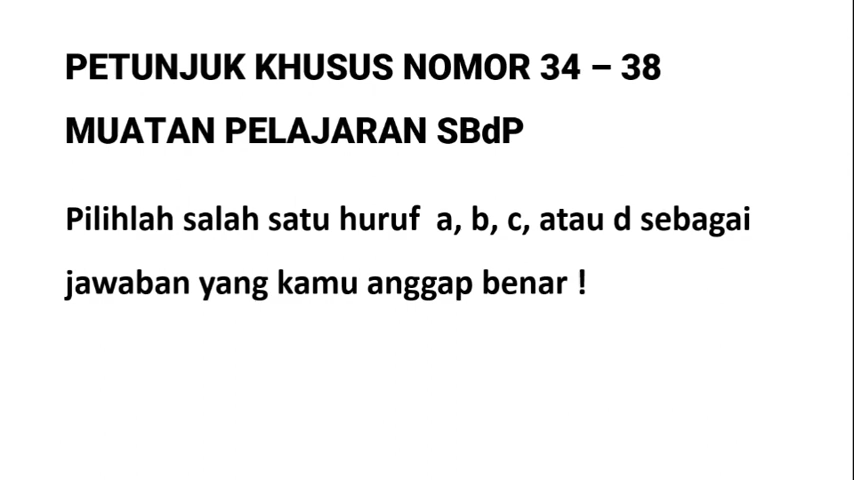 PETUNJUK KHUSUS NOMOR 34 – 38
MUATAN PELAJARAN SBdP
Pilihlah salah satu huruf a, b, c, atau d sebagai
jawaban yang kamu anggap benar !